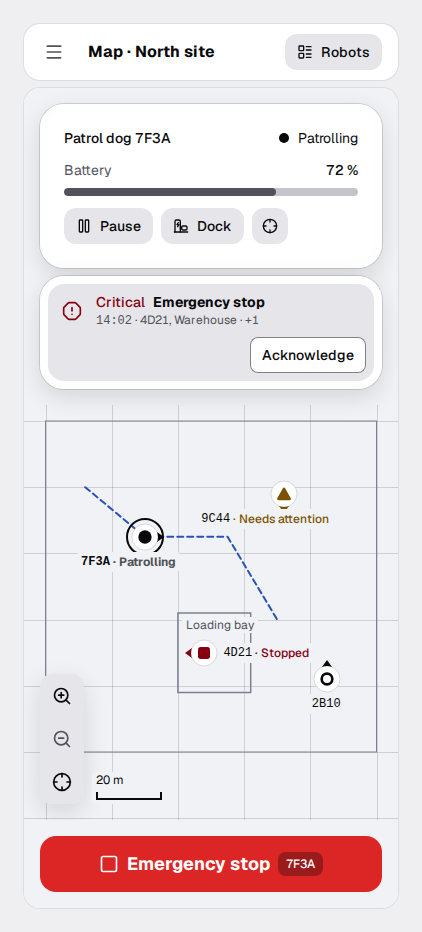 Map · North site
Robots
Patrol dog 7F3A
Patrolling
Battery
72 %
Pause
Dock
Critical Emergency stop
14:02 · 4D21, Warehouse · +1
Acknowledge
9C44 · Needs attention
7F3A · Patrolling
Loading bay
4D21 · Stopped
2B10
20 m
Emergency stop 7F3A